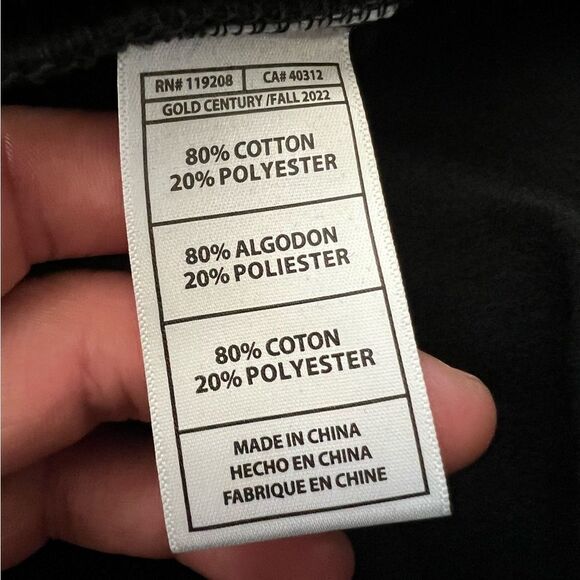 RN# 119208 CA# 40312
GOLD CENTURY /FALL 2022
80% COTTON
20% POLYESTER
80% ALGODON
20% POLIESTER
80% COTON
20% POLYESTER
MADE IN CHINA
HECHO EN CHINA
FABRIQUE EN CHINE